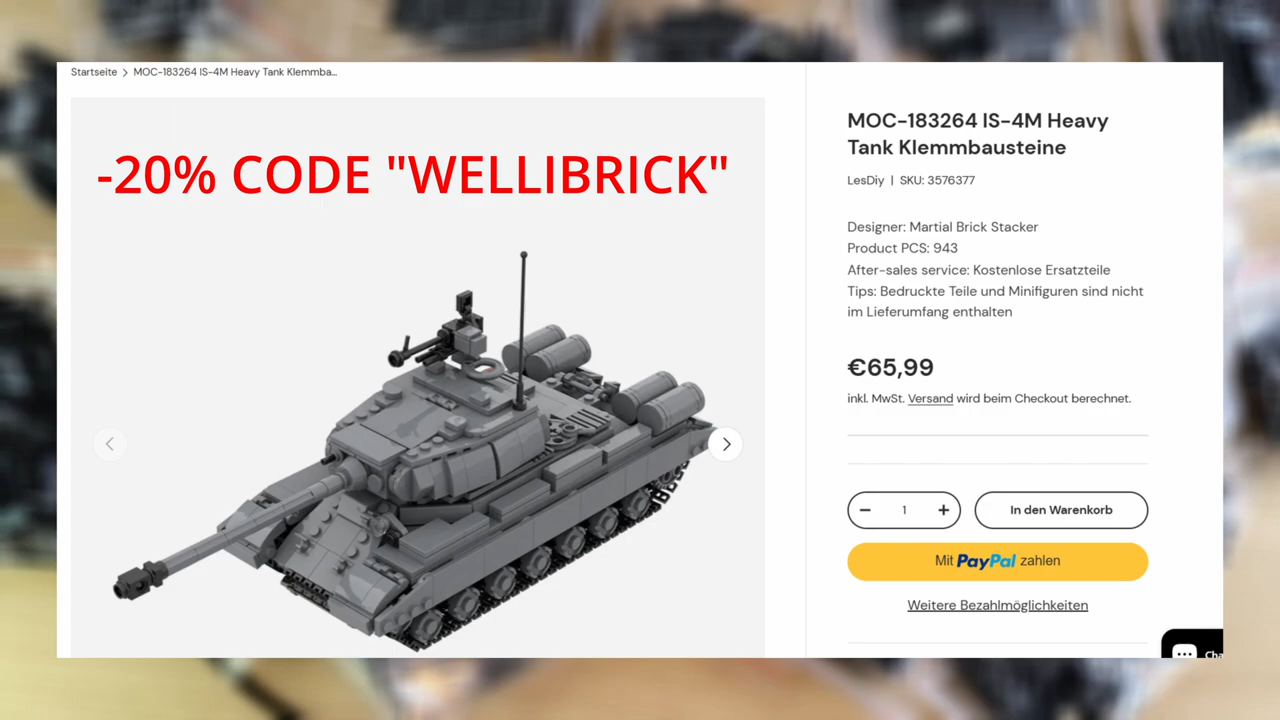 Startseite > MOC-183264 IS-4M Heavy Tank Klemmba...
-20% CODE "WELLIBRICK"
MOC-183264 IS-4M Heavy
Tank Klemmbausteine
LesDiy | SKU: 3576377
Designer: Martial Brick Stacker
Product PCS: 943
After-sales service: Kostenlose Ersatzteile
Tips: Bedruckte Teile und Minifiguren sind nicht
im Lieferumfang enthalten
€65,99
inkl. MwSt. Versand wird beim Checkout berechnet.
− 1 +
In den Warenkorb
Mit PayPal zahlen
Weitere Bezahlmöglichkeiten